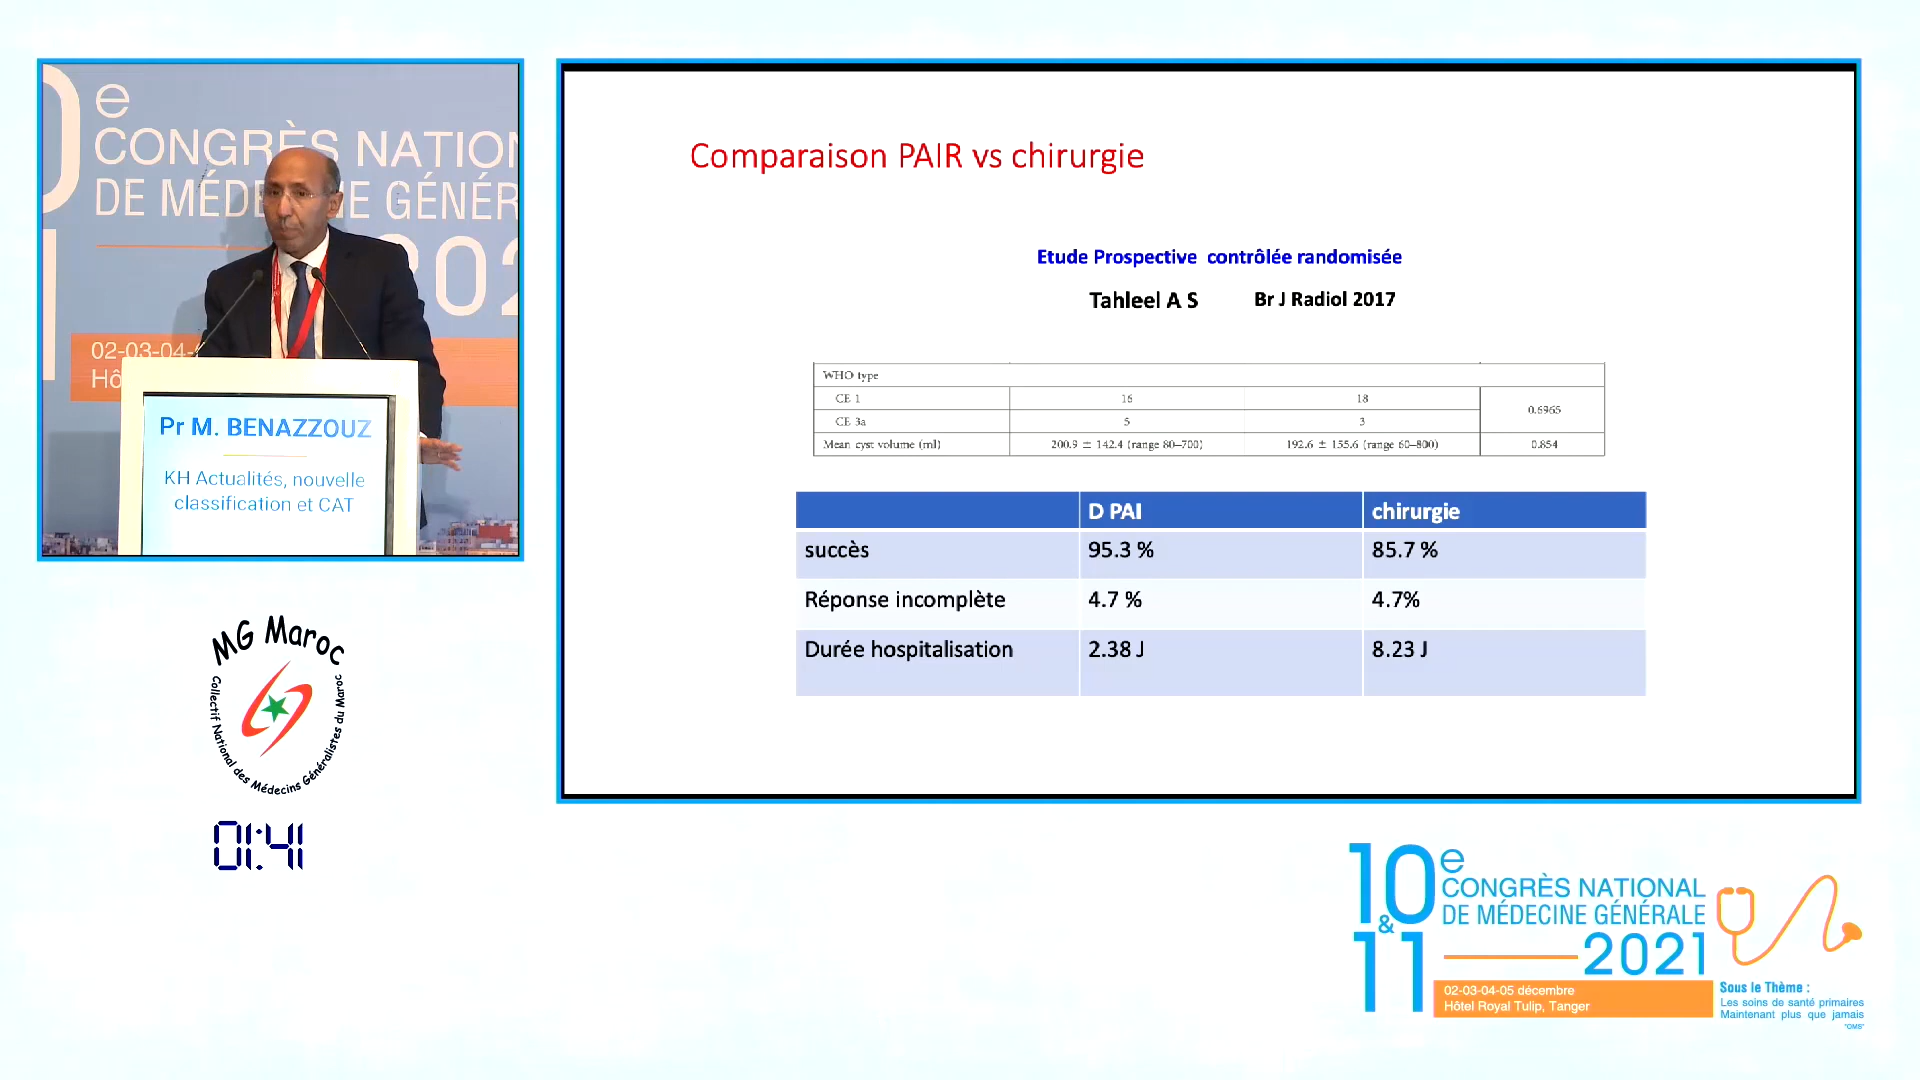 e
CONGRÈS NATION
DE MÉDE E GÉNÉR
02-03-04-
Hô
Pr M. BENAZZOUZ
KH Actualités, nouvelle
classification et CAT
MG Maroc
Collectif National des Médecins Généralistes du Maroc
01:41
Comparaison PAIR vs chirurgie
Etude Prospective contrôlée randomisée
Tahleel A S Br J Radiol 2017
WHO type
CE 1 16 18 0.6965
CE 3a 5 3
Mean cyst volume (ml) 200.9 ± 142.4 (range 80–700) 192.6 ± 155.6 (range 60–800) 0.854
D PAI chirurgie
succès 95.3 % 85.7 %
Réponse incomplète 4.7 % 4.7%
Durée hospitalisation 2.38 J 8.23 J
10e & 11
CONGRÈS NATIONAL
DE MÉDECINE GÉNÉRALE
2021
02-03-04-05 décembre
Hôtel Royal Tulip, Tanger
Sous le Thème :
Les soins de santé primaires
Maintenant plus que jamais
"OMS"